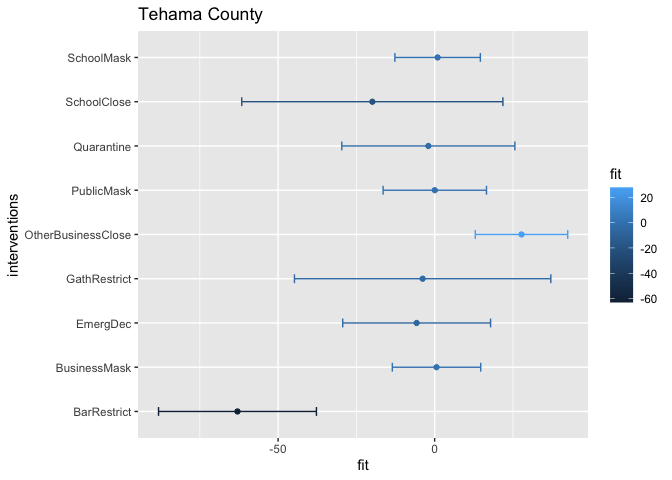 Tehama County
interventions
SchoolMask
SchoolClose
Quarantine
PublicMask
OtherBusinessClose
GathRestrict
EmergDec
BusinessMask
BarRestrict
-50
0
fit
fit
20
0
-20
-40
-60